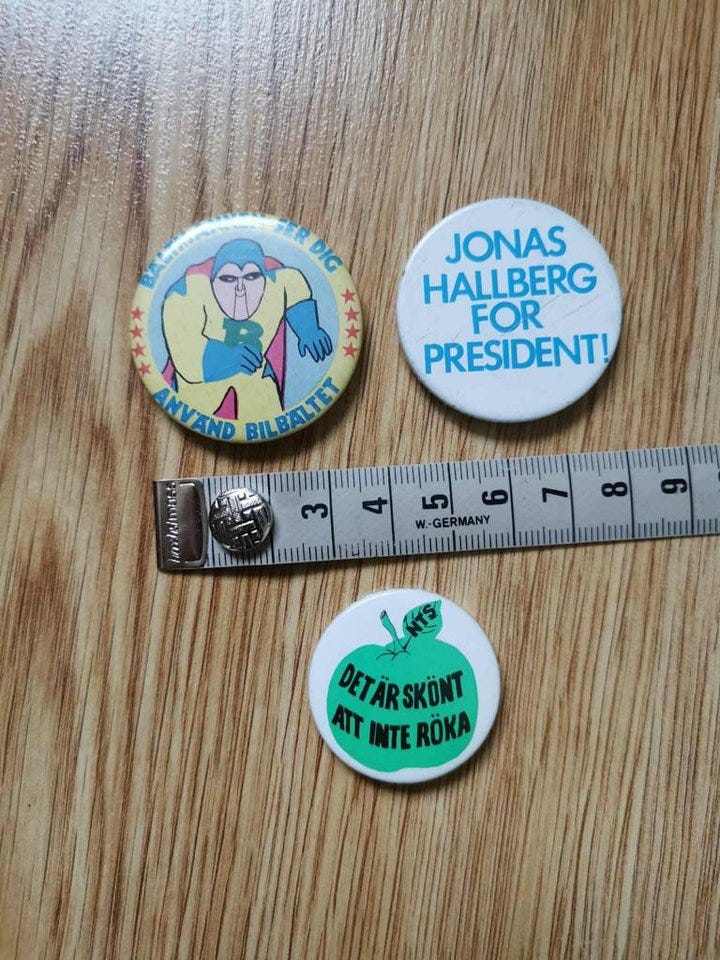 SER DIG
B
ANVÄND BILBÄLTET
JONAS
HALLBERG
FOR
PRESIDENT!
3 4 5 6 7 8 9
W.-GERMANY
NTS
DET ÄR SKÖNT
ATT INTE RÖKA